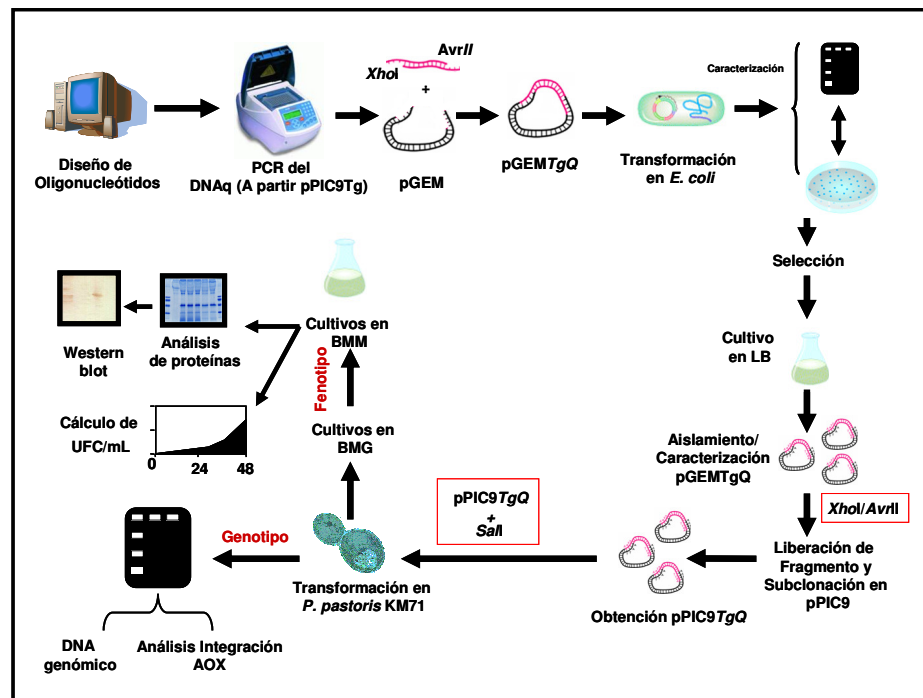 Diseño de
Oligonucleótidos
PCR del
DNAq (A partir pPIC9Tg)
XhoI
AvrII
+
pGEM
pGEMTgQ
Transformación
en E. coli
Caracterización
Selección
Cultivo
en LB
Aislamiento/
Caracterización
pGEMTgQ
XhoI/AvrII
Liberación de
Fragmento y
Subclonación en
pPIC9
Obtención pPIC9TgQ
pPIC9TgQ
+
SalI
Transformación en
P. pastoris KM71
Genotipo
DNA
genómico
Análisis Integración
AOX
Cultivos en
BMG
Fenotipo
Cultivos en
BMM
Análisis
de proteínas
Western
blot
Cálculo de
UFC/mL
0 24 48